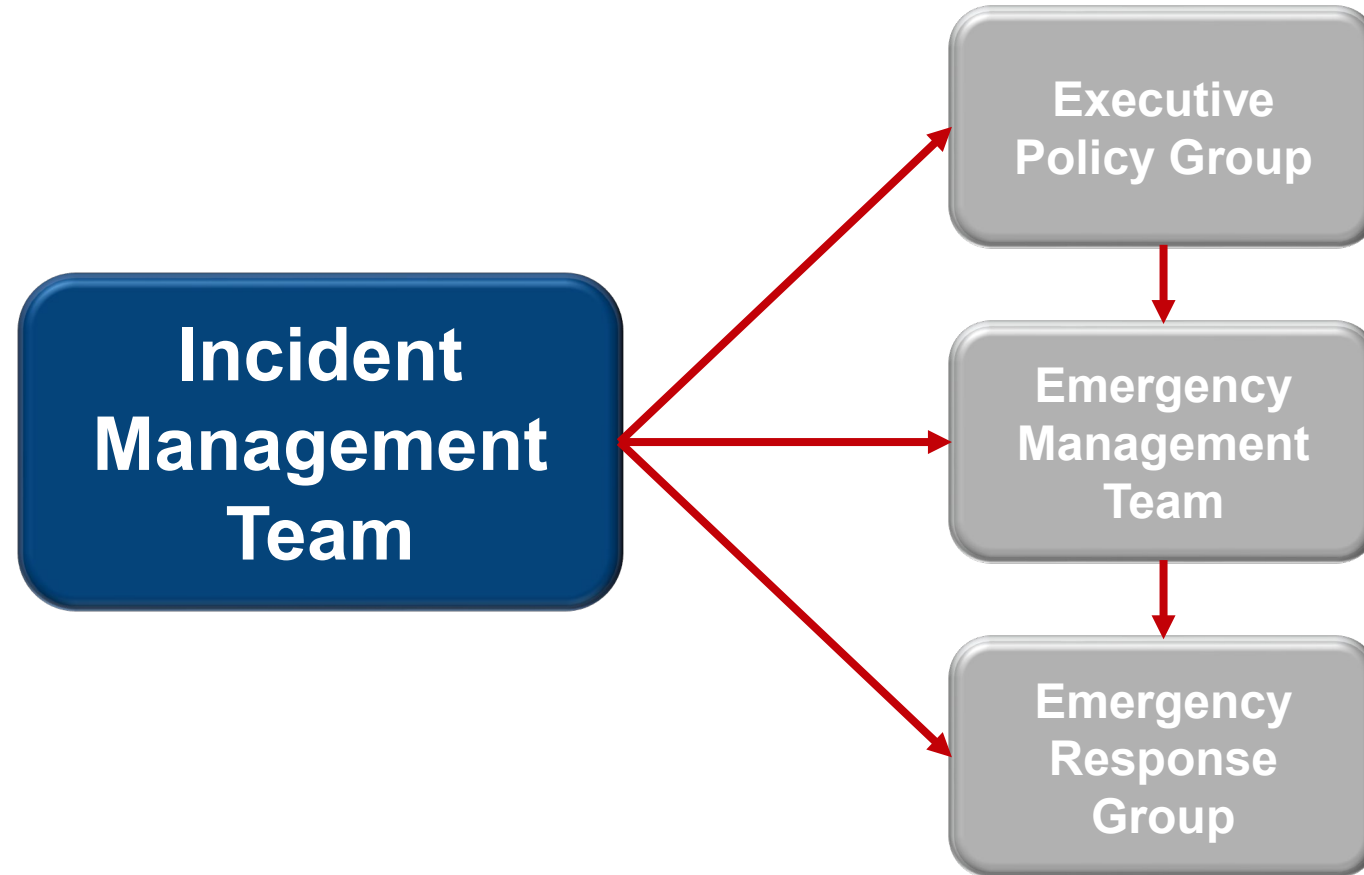 Incident
Management
Team
Executive
Policy Group
Emergency
Management
Team
Emergency
Response
Group